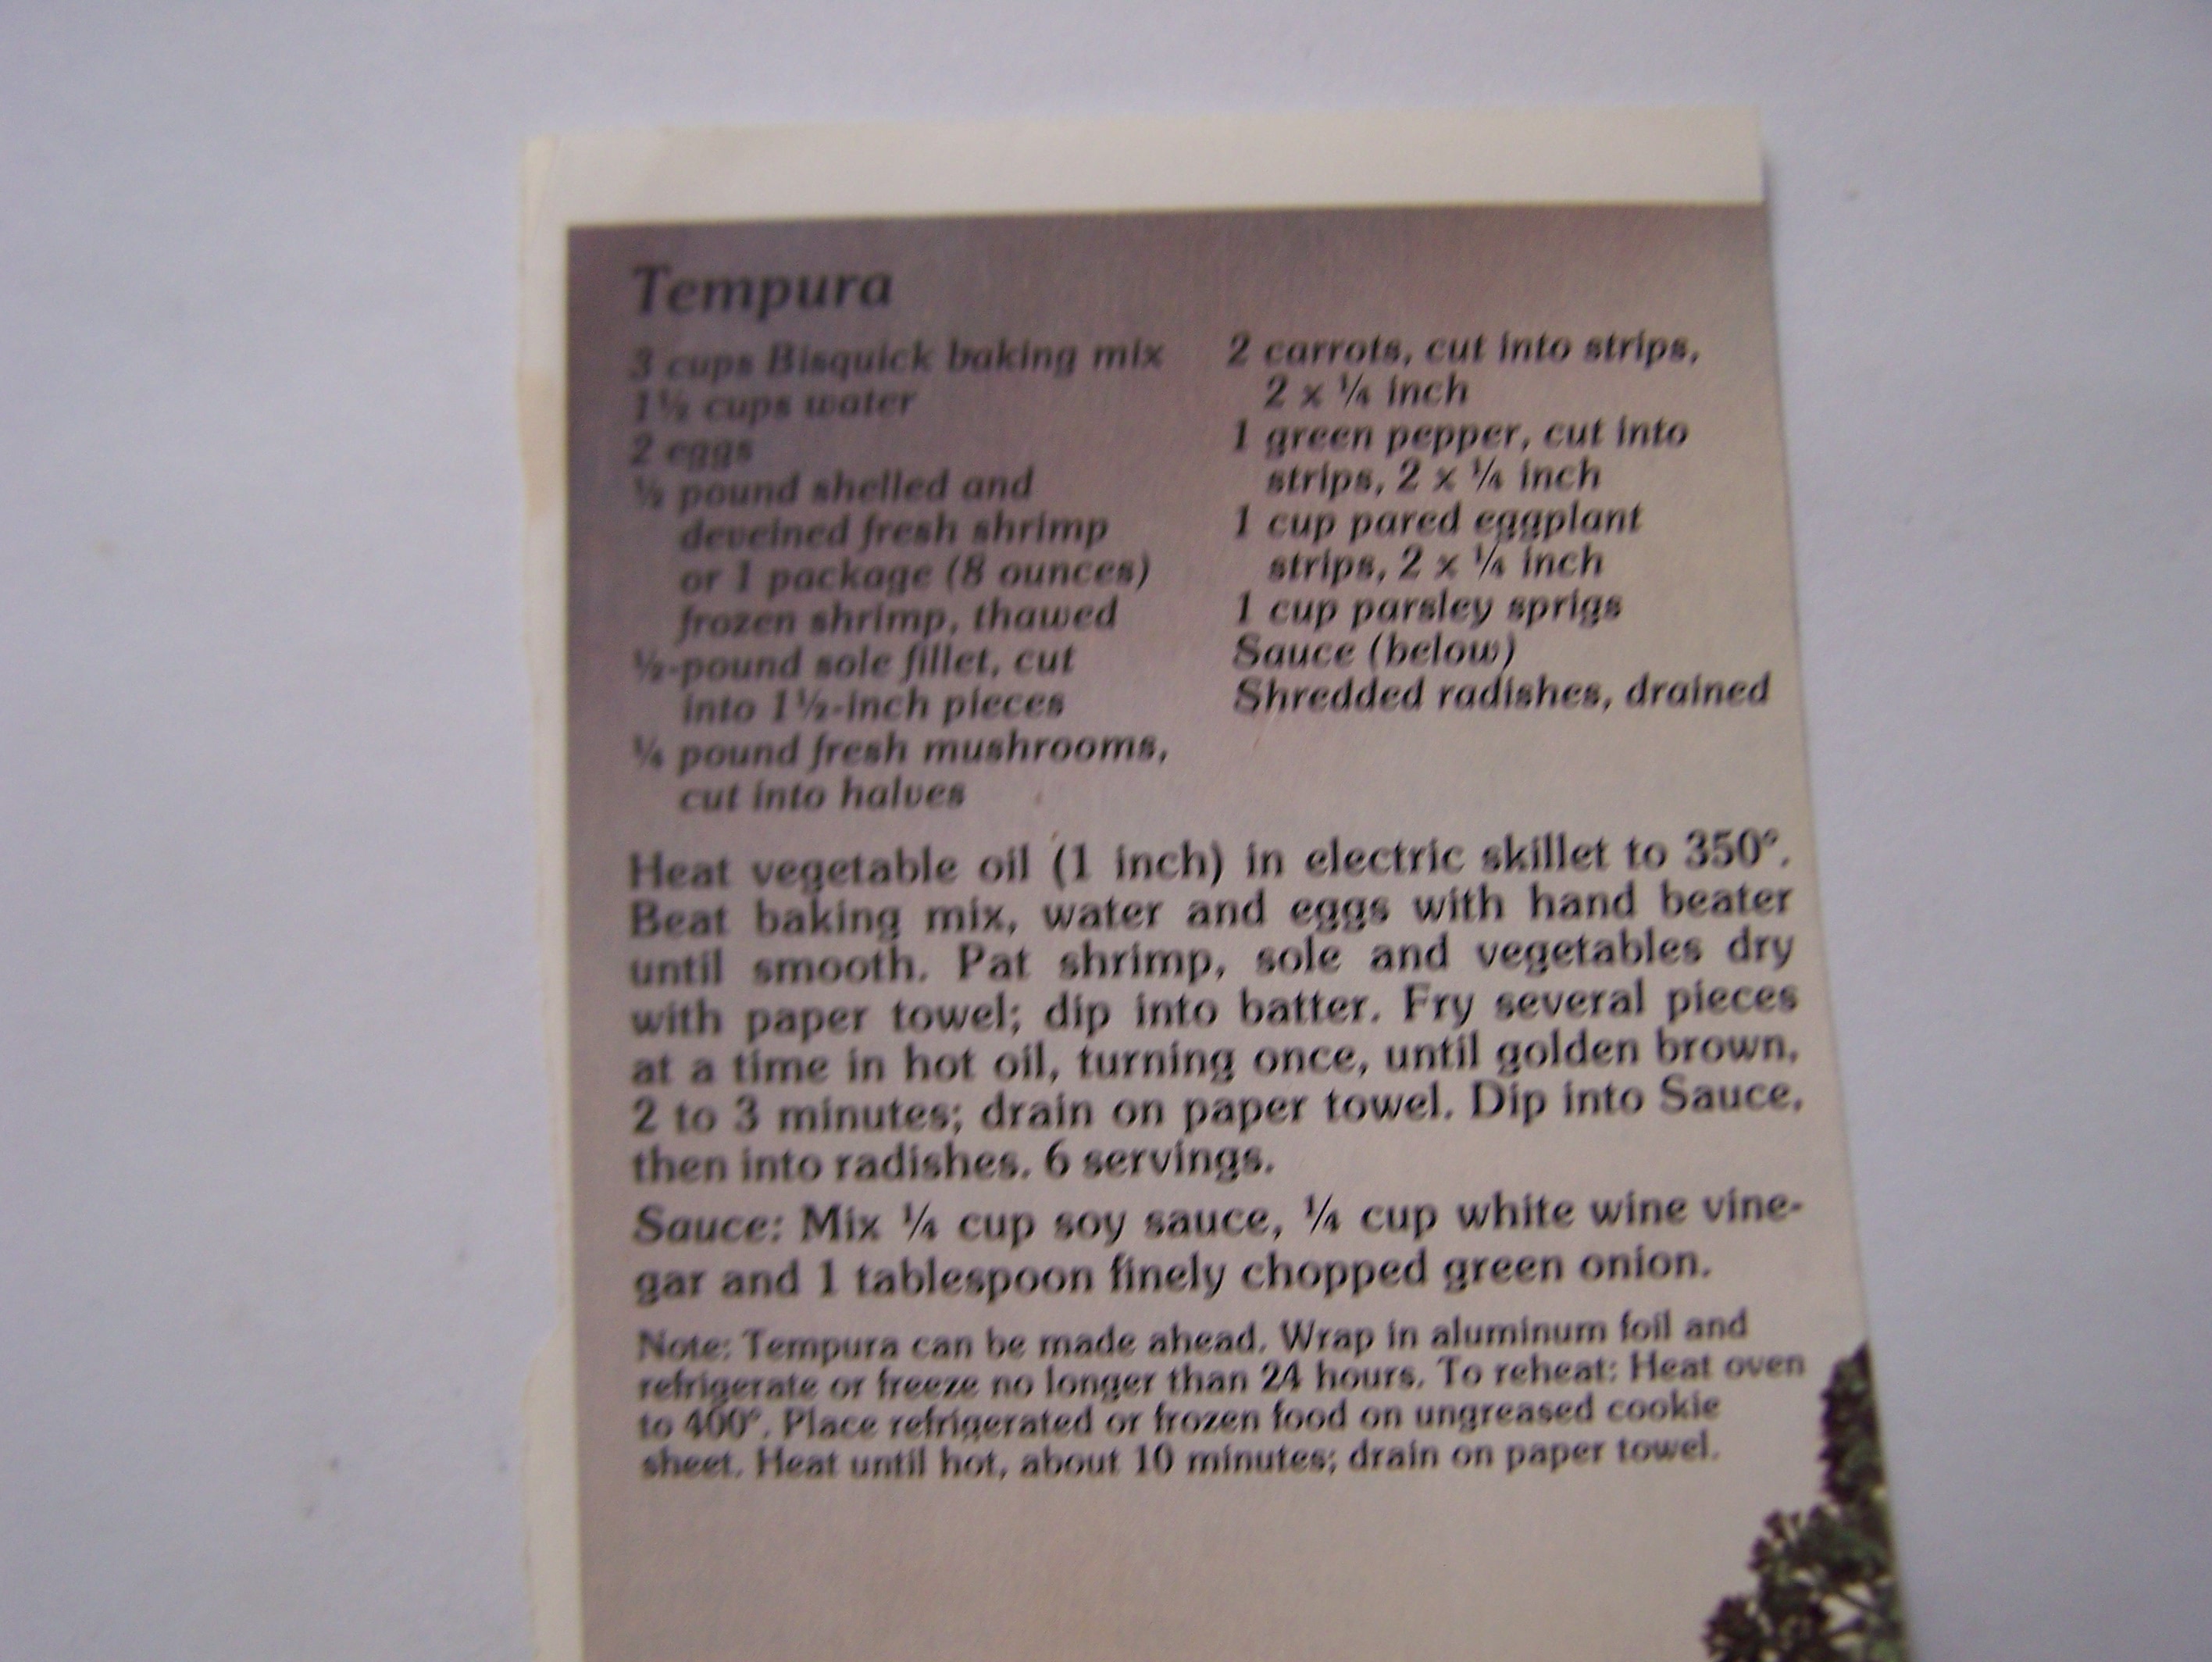 Tempura
3 cups Bisquick baking mix
1½ cups water
2 eggs
½ pound shelled and
deveined fresh shrimp
or 1 package (8 ounces)
frozen shrimp, thawed
½-pound sole fillet, cut
into 1½-inch pieces
¼ pound fresh mushrooms,
cut into halves
2 carrots, cut into strips,
2 x ¼ inch
1 green pepper, cut into
strips, 2 x ¼ inch
1 cup pared eggplant
strips, 2 x ¼ inch
1 cup parsley sprigs
Sauce (below)
Shredded radishes, drained
Heat vegetable oil (1 inch) in electric skillet to 350°.
Beat baking mix, water and eggs with hand beater
until smooth. Pat shrimp, sole and vegetables dry
with paper towel; dip into batter. Fry several pieces
at a time in hot oil, turning once, until golden brown,
2 to 3 minutes; drain on paper towel. Dip into Sauce,
then into radishes. 6 servings.
Sauce: Mix ¼ cup soy sauce, ¼ cup white wine vine-
gar and 1 tablespoon finely chopped green onion.
Note: Tempura can be made ahead. Wrap in aluminum foil and
refrigerate or freeze no longer than 24 hours. To reheat: Heat oven
to 400°. Place refrigerated or frozen food on ungreased cookie
sheet. Heat until hot, about 10 minutes; drain on paper towel.